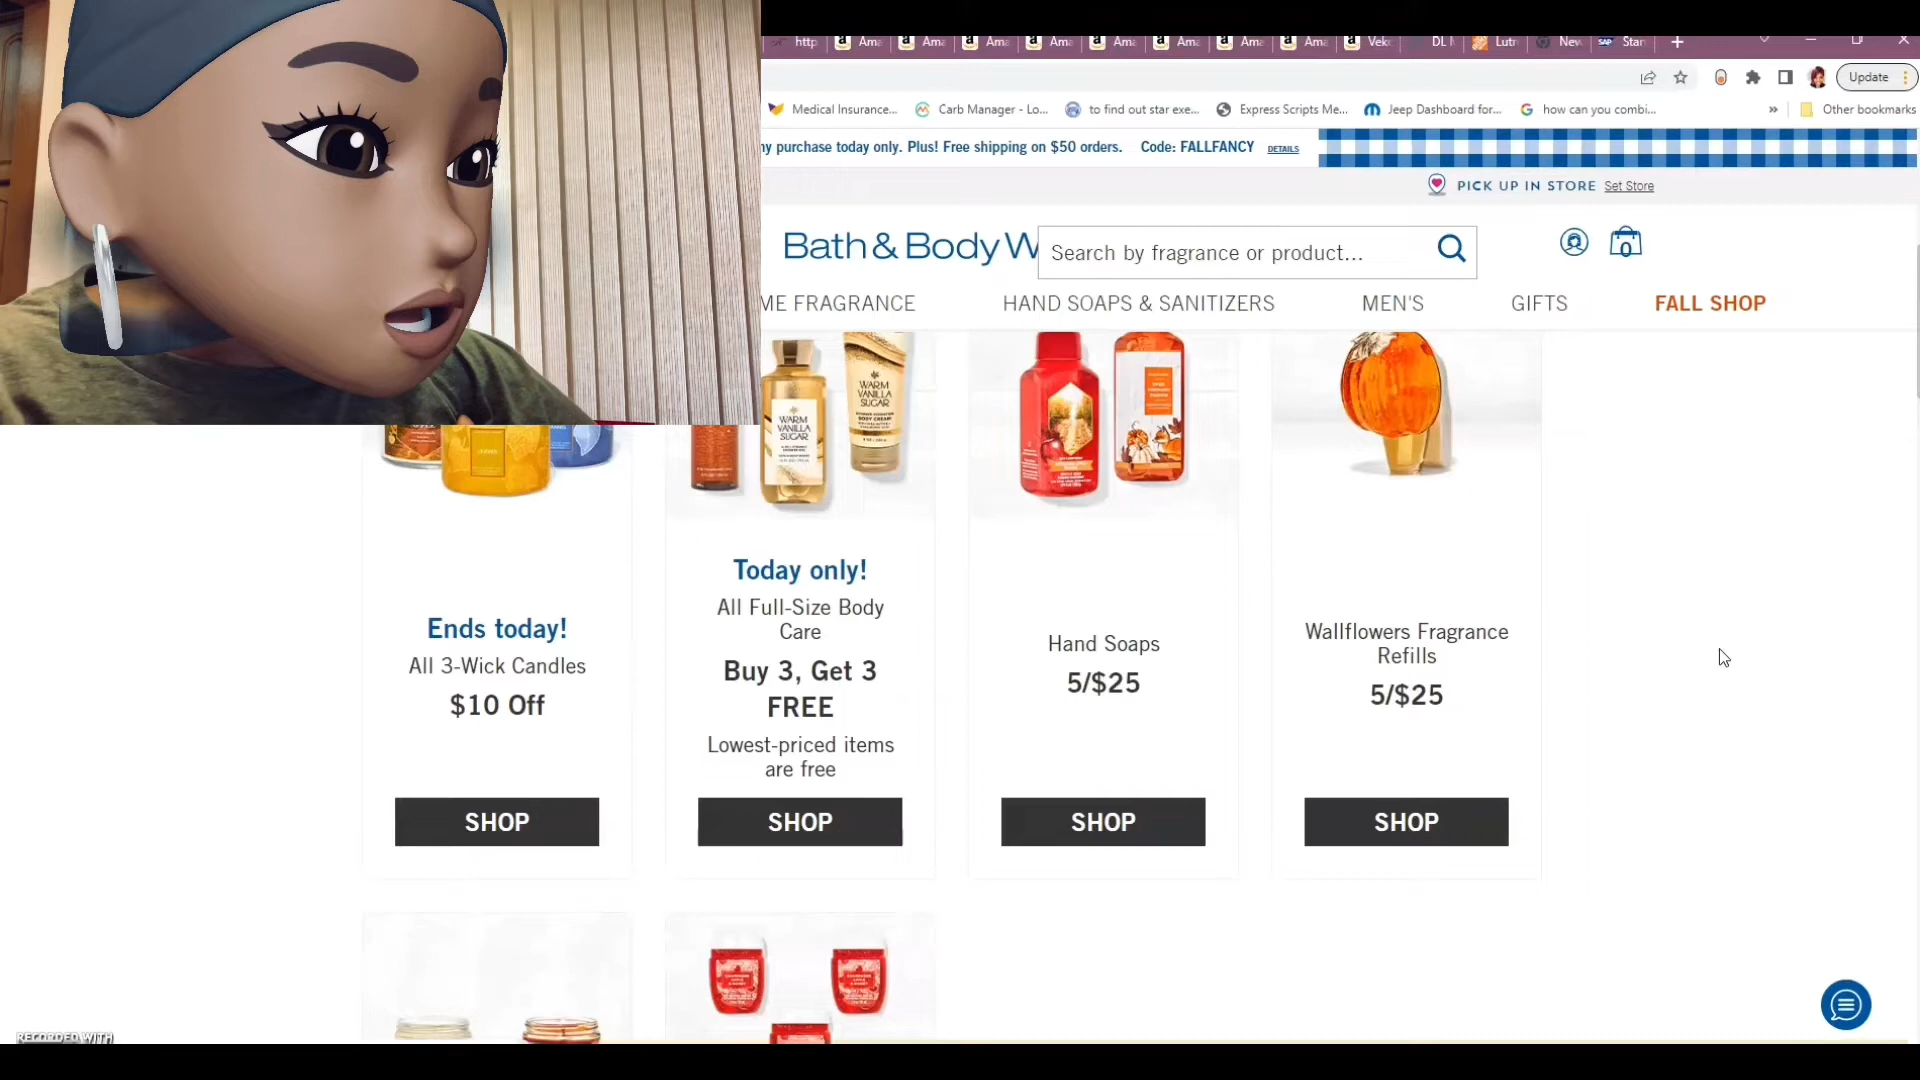 http Ama Ama Ama Ama Ama Ama Ama Ama Lutr New SAP Star
Update
Medical Insurance... Carb Manager - Lo... to find out star exe... Express Scripts Me... Jeep Dashboard for... how can you combi... » Other bookmarks
purchase today only. Plus! Free shipping on $50 orders. Code: FALLFANCY DETAILS
PICK UP IN STORE Set Store
Bath & Body W
Search by fragrance or product...
0
ME FRAGRANCE HAND SOAPS & SANITIZERS MEN'S GIFTS FALL SHOP
WARM
VANILLA
SUGAR
WARM
VANILLA
SUGAR
Ends today!
All 3-Wick Candles
$10 Off
SHOP
Today only!
All Full-Size Body
Care
Buy 3, Get 3
FREE
Lowest-priced items
are free
SHOP
Hand Soaps
5/$25
SHOP
Wallflowers Fragrance
Refills
5/$25
SHOP
RECORDED WITH